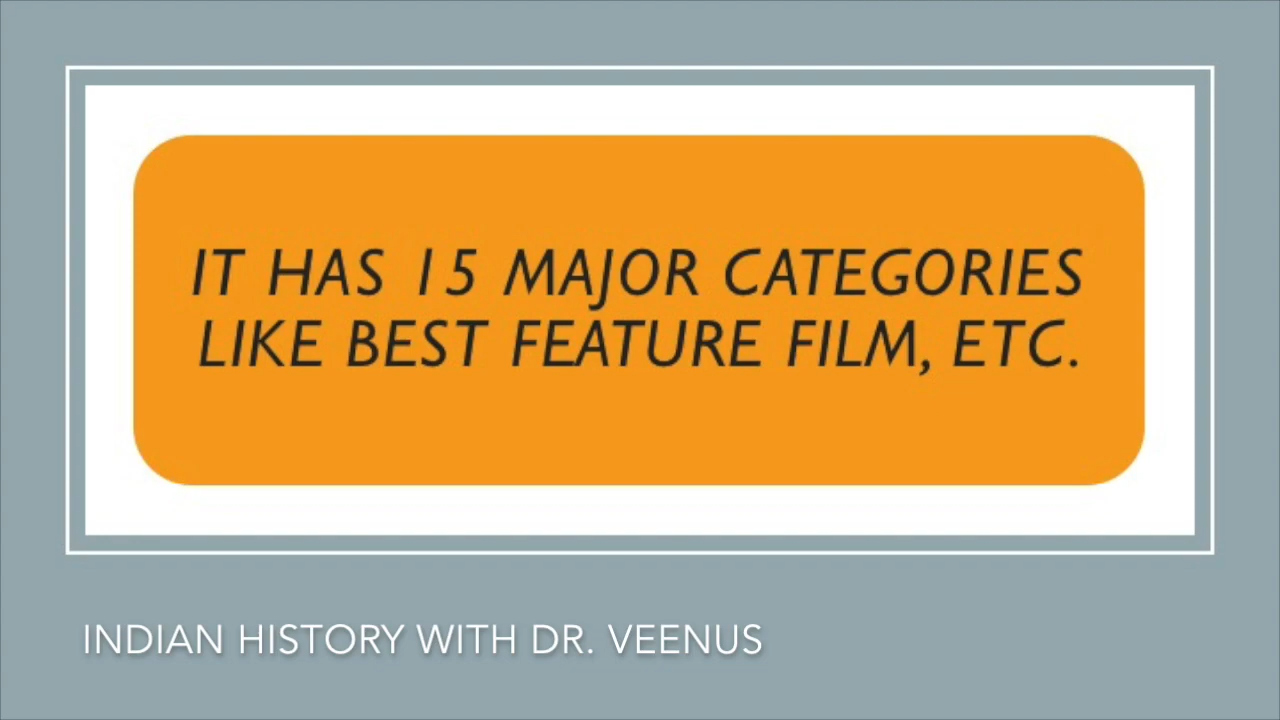 IT HAS 15 MAJOR CATEGORIES
LIKE BEST FEATURE FILM, ETC.
INDIAN HISTORY WITH DR. VEENUS